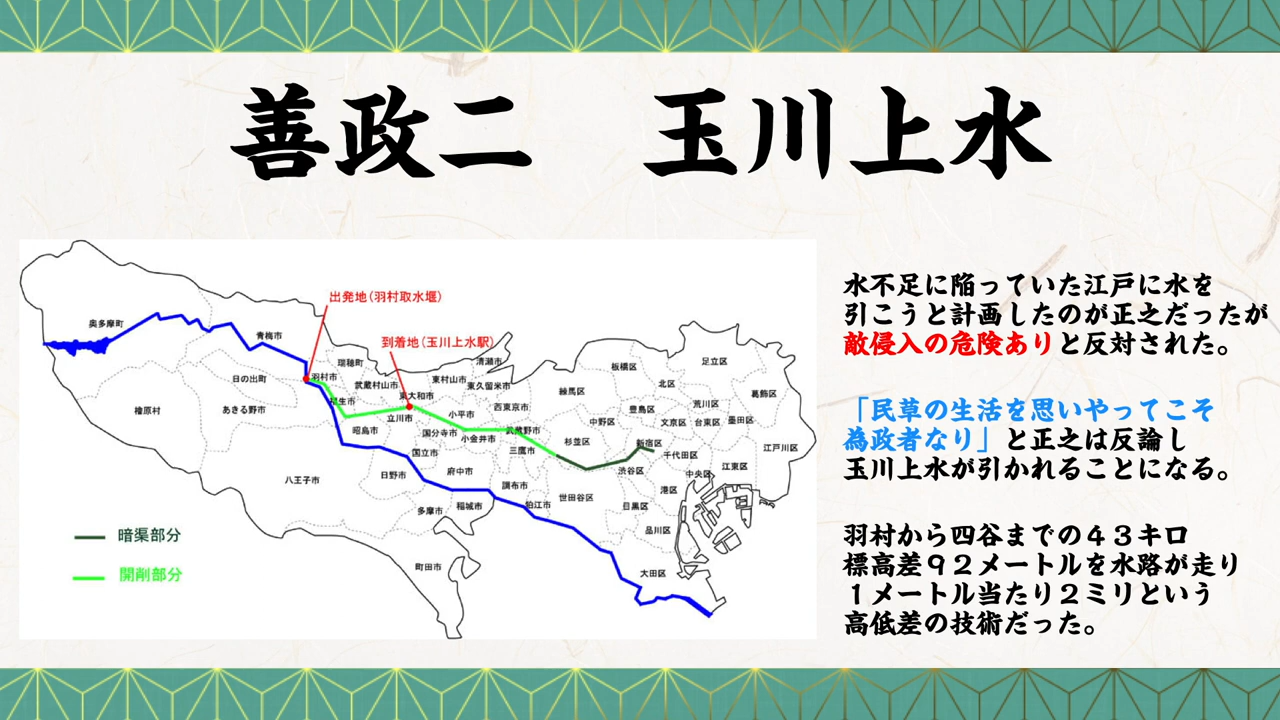 善政二　玉川上水
出発地(羽村取水堰)
到着地(玉川上水駅)
奥多摩町
青梅市
瑞穂町
清瀬市
板橋区
足立区
日の出町
羽村市
武蔵村山市
東村山市
東久留米市
練馬区
北区
葛飾区
檜原村
あきる野市
福生市
東大和市
立川市
小平市
西東京市
豊島区
荒川区
中野区
文京区
台東区
墨田区
昭島市
国分寺市
小金井市
武蔵野市
杉並区
新宿区
江戸川区
国立市
三鷹市
千代田区
八王子市
日野市
府中市
調布市
渋谷区
中央区
江東区
多摩市
稲城市
狛江市
世田谷区
目黒区
港区
品川区
町田市
大田区
暗渠部分
開削部分
水不足に陥っていた江戸に水を
引こうと計画したのが正之だったが
敵侵入の危険ありと反対された。
「民草の生活を思いやってこそ
為政者なり」と正之は反論し
玉川上水が引かれることになる。
羽村から四谷までの４３キロ
標高差９２メートルを水路が走り
１メートル当たり２ミリという
高低差の技術だった。